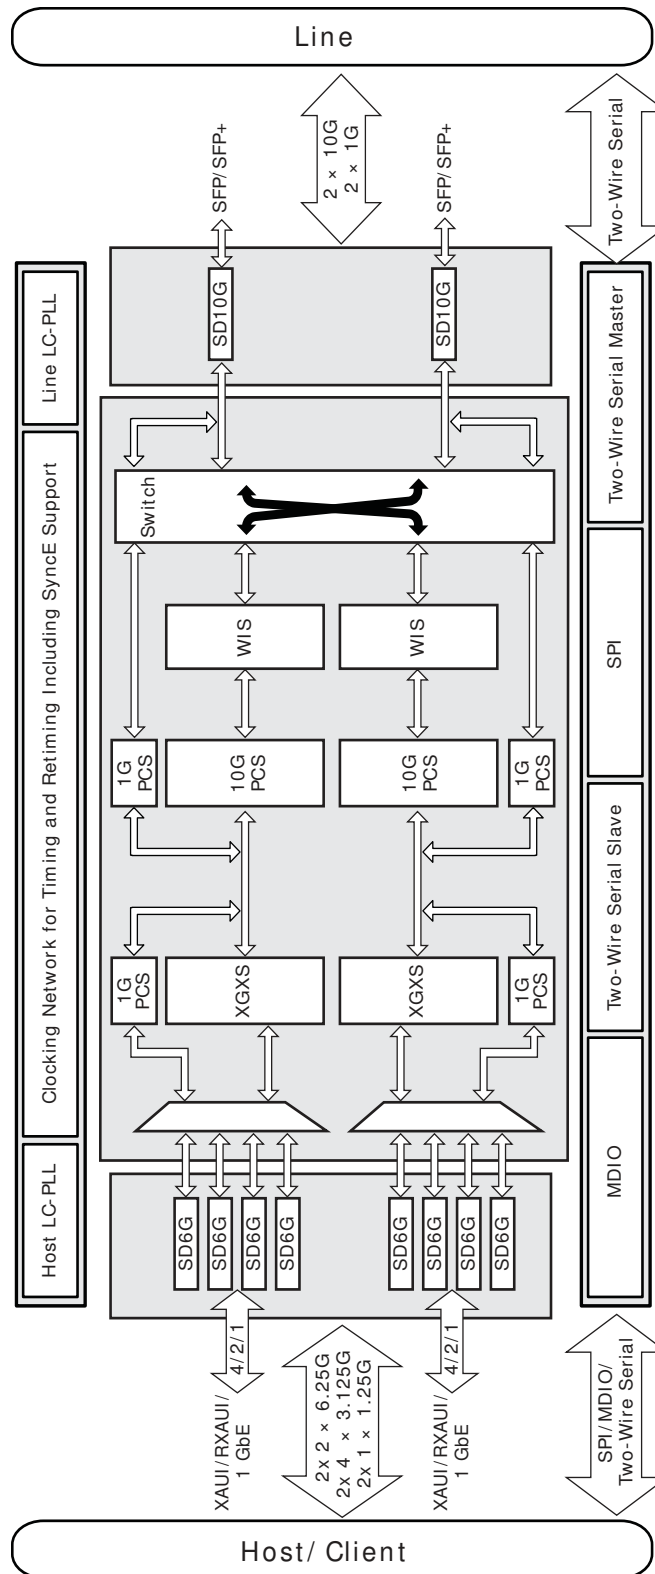 Line
SFP/SFP+
2 × 10G
2 × 1G
SFP/SFP+
Two-Wire Serial
Line LC-PLL
SD10G
SD10G
Two-Wire Serial Master
Clocking Network for Timing and Retiming Including SyncE Support
Switch
WIS
WIS
SPI
1G
PCS
10G
PCS
10G
PCS
1G
PCS
Two-Wire Serial Slave
1G
PCS
XGXS
XGXS
1G
PCS
Host LC-PLL
MDIO
SD6G
SD6G
SD6G
SD6G
SD6G
SD6G
SD6G
SD6G
4/2/1
4/2/1
XAUI/RXAUI/
1 GbE
2x 2 × 6.25G
2x 4 × 3.125G
2x 1 × 1.25G
XAUI/RXAUI/
1 GbE
SPI/MDIO/
Two-Wire Serial
Host/ Client